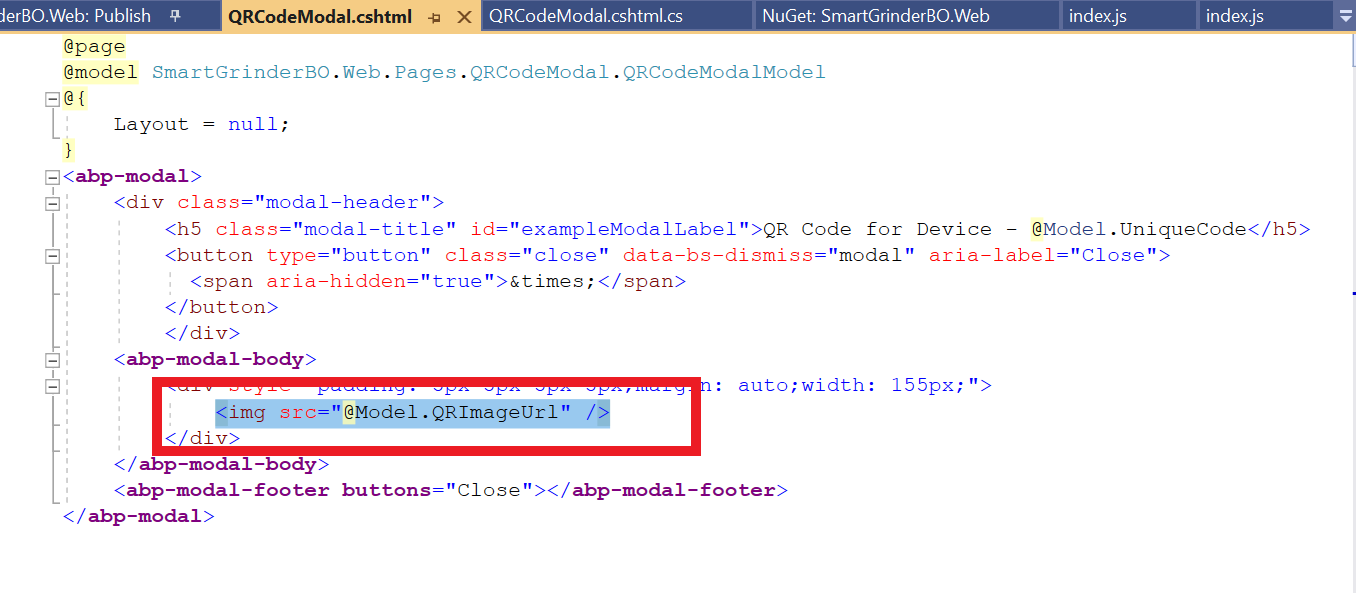 derBO.Web: Publish QRCodeModal.cshtml QRCodeModal.cshtml.cs NuGet: SmartGrinderBO.Web index.js index.js
@page
@model SmartGrinderBO.Web.Pages.QRCodeModal.QRCodeModalModel
@{
Layout = null;
}
<abp-modal>
<div class="modal-header">
<h5 class="modal-title" id="exampleModalLabel">QR Code for Device - @Model.UniqueCode</h5>
<button type="button" class="close" data-bs-dismiss="modal" aria-label="Close">
<span aria-hidden="true">&times;</span>
</button>
</div>
<abp-modal-body>
<div style="padding: 5px 5px 5px 5px;margin: auto;width: 155px;">
<img src="@Model.QRImageUrl" />
</div>
</abp-modal-body>
<abp-modal-footer buttons="Close"></abp-modal-footer>
</abp-modal>